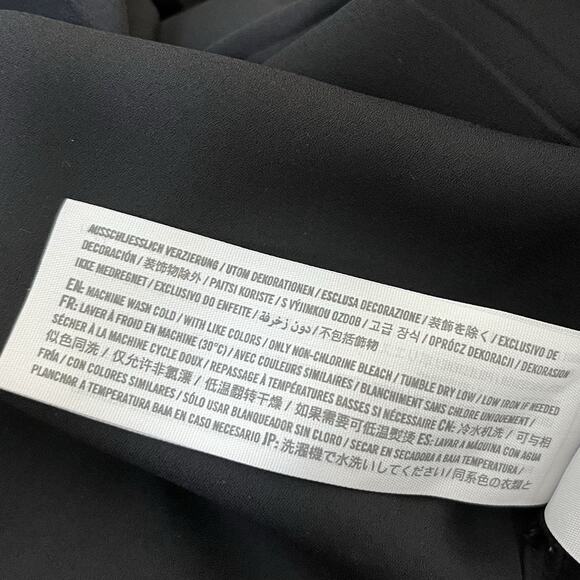 AUSSCHLIESSLICH VERZIERUNG / UTOM DEKORATIONEN / ESCLUSA DECORAZIONE / 装飾を除く / EXCLUSIVO DE
DECORACIÓN / 装饰物除外 / PAITSI KORISTE / S VÝJIMKOU OZDOB / 고급 장식 / OPRÓCZ DEKORACJI / DEKORASJON
IKKE MEDREGNET / EXCLUSIVO DO ENFEITE / دون زخرفة / 不包括飾物
EN: MACHINE WASH COLD / WITH LIKE COLORS / ONLY NON-CHLORINE BLEACH / TUMBLE DRY LOW / LOW IRON IF NEEDED
FR: LAVER À FROID EN MACHINE (30°C) / AVEC COULEURS SIMILAIRES / BLANCHIMENT SANS CHLORE UNIQUEMENT /
SÉCHER À LA MACHINE CYCLE DOUX / REPASSAGE À TEMPÉRATURES BASSES SI NÉCESSAIRE CN: 冷水机洗 / 可与相
似色同洗 / 仅允许非氯漂 / 低温翻转干燥 / 如果需要可低温熨烫 ES: LAVAR A MÁQUINA CON AGUA
FRÍA / CON COLORES SIMILARES / SÓLO USAR BLANQUEADOR SIN CLORO / SECAR EN SECADORA A BAJA TEMPERATURA /
PLANCHAR A TEMPERATURA BAJA EN CASO NECESARIO JP: 洗濯機で水洗いしてください / 同系色の衣類と